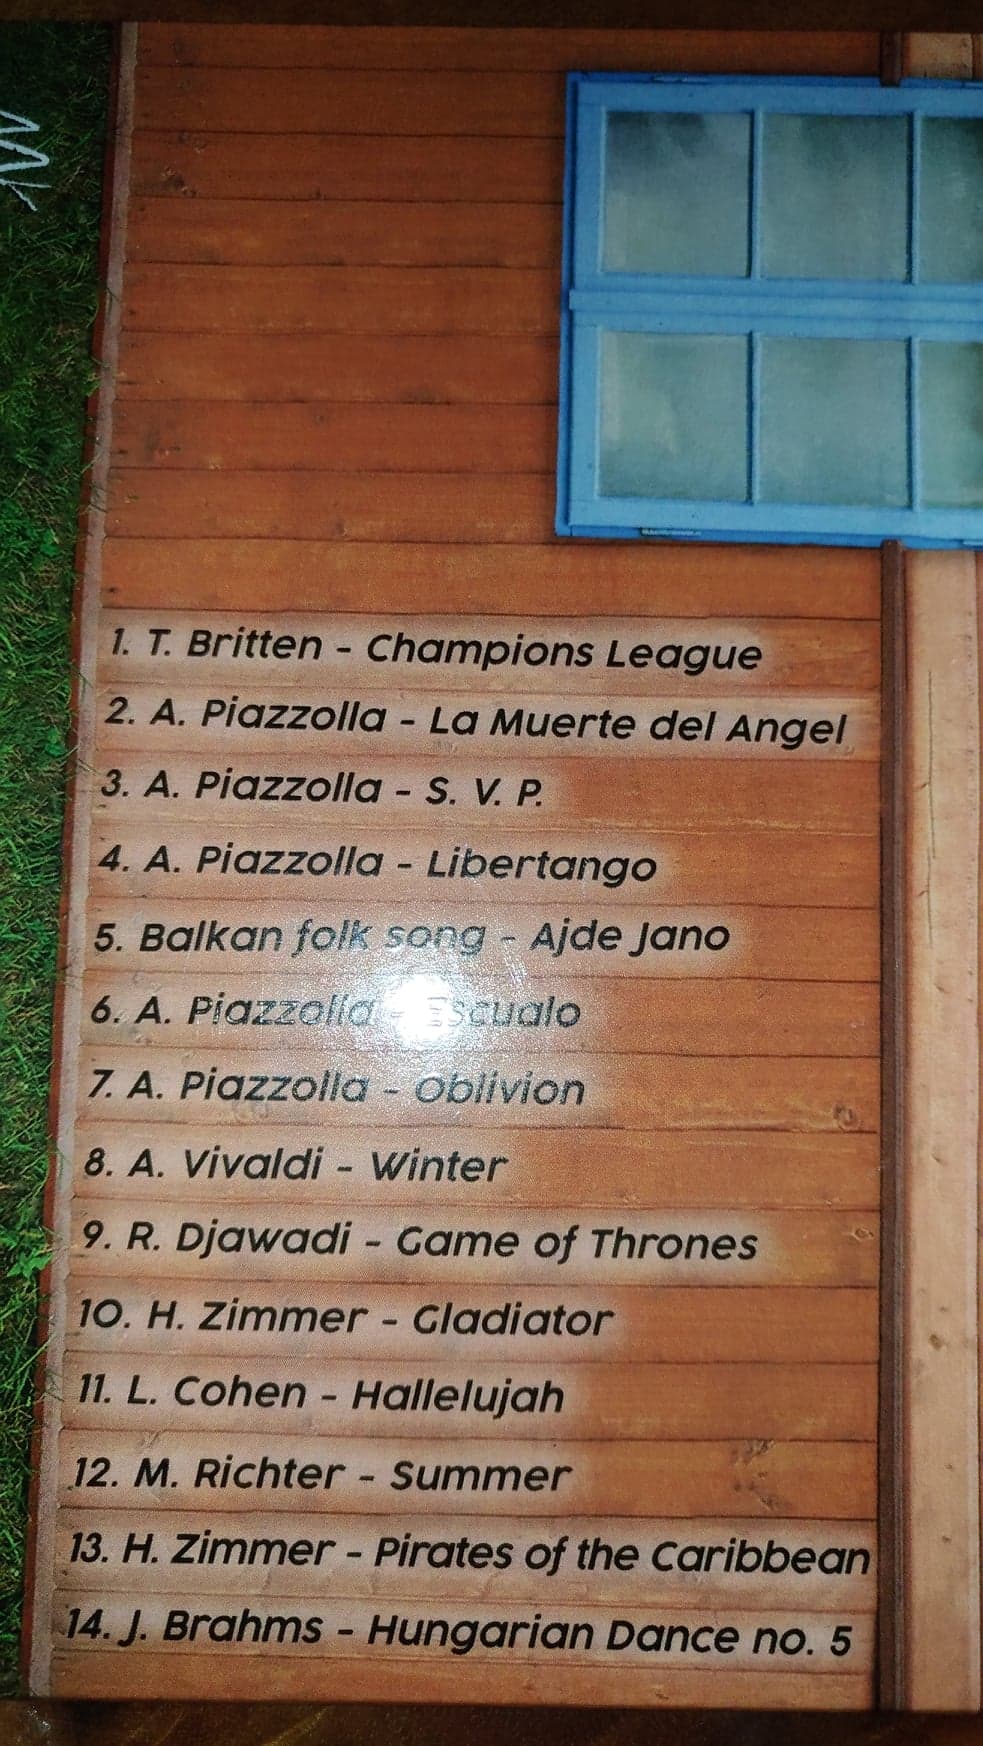 1. T. Britten - Champions League
2. A. Piazzolla - La Muerte del Angel
3. A. Piazzolla - S. V. P.
4. A. Piazzolla - Libertango
5. Balkan folk song - Ajde Jano
6. A. Piazzolla - Escualo
7. A. Piazzolla - Oblivion
8. A. Vivaldi - Winter
9. R. Djawadi - Game of Thrones
10. H. Zimmer - Gladiator
11. L. Cohen - Hallelujah
12. M. Richter - Summer
13. H. Zimmer - Pirates of the Caribbean
14. J. Brahms - Hungarian Dance no. 5